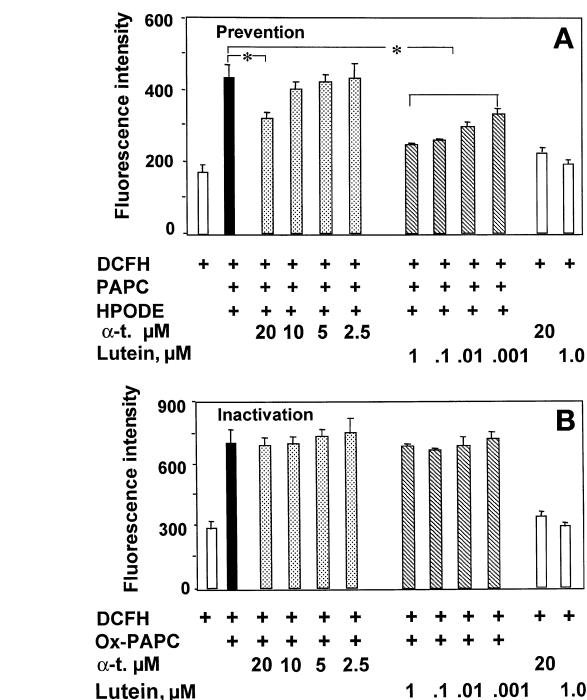 600
Prevention
A
*
*
400
200
0
Fluorescence intensity
DCFH + + + + + + + + + + + +
PAPC + + + + + + + + +
HPODE + + + + + + + + +
α-t. µM 20 10 5 2.5 20
Lutein, µM 1 .1 .01 .001 1.0
900
Inactivation
B
600
300
0
Fluorescence intensity
DCFH + + + + + + + + + + + +
Ox-PAPC + + + + + + + + +
α-t. µM 20 10 5 2.5 20
Lutein, µM 1 .1 .01 .001 1.0